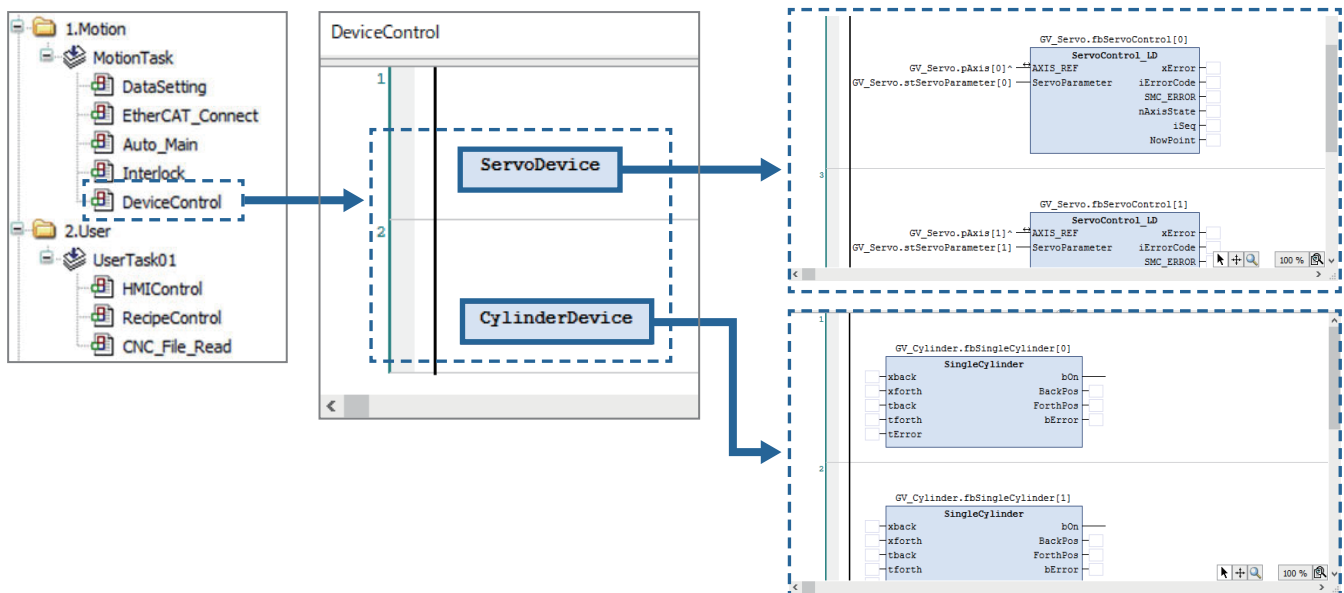 1.Motion
MotionTask
DataSetting
EtherCAT_Connect
Auto_Main
Interlock
DeviceControl
2.User
UserTask01
HMIControl
RecipeControl
CNC_File_Read
DeviceControl
1
ServoDevice
2
CylinderDevice
GV_Servo.fbServoControl[0]
ServoControl_LD
GV_Servo.pAxis[0]^ AXIS_REF xError
GV_Servo.stServoParameter[0] ServoParameter iErrorCode
SMC_ERROR
nAxisState
iSeq
NowPoint
3
GV_Servo.fbServoControl[1]
ServoControl_LD
GV_Servo.pAxis[1]^ AXIS_REF xError
GV_Servo.stServoParameter[1] ServoParameter iErrorCode
SMC_ERROR
100 %
1
GV_Cylinder.fbSingleCylinder[0]
SingleCylinder
xback bOn
xforth BackPos
tback ForthPos
tforth bError
tError
2
GV_Cylinder.fbSingleCylinder[1]
SingleCylinder
xback bOn
xforth BackPos
tback ForthPos
tforth bError
100 %